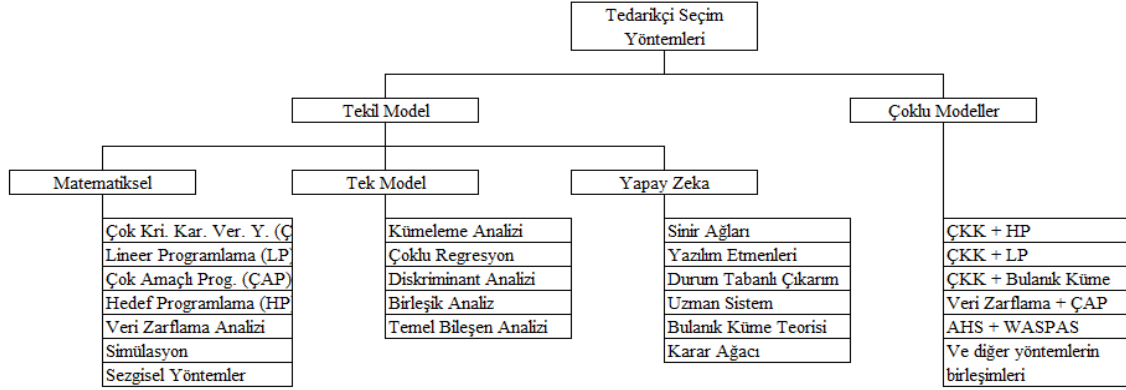 Tedarikçi Seçim
Yöntemleri
Tekil Model
Çoklu Modeller
Matematiksel
Tek Model
Yapay Zeka
Çok Kri. Kar. Ver. Y. (Ç
Lineer Programlama (LP)
Çok Amaçlı Prog. (ÇAP)
Hedef Programlama (HP)
Veri Zarflama Analizi
Simülasyon
Sezgisel Yöntemler
Kümeleme Analizi
Çoklu Regresyon
Diskriminant Analizi
Birleşik Analiz
Temel Bileşen Analizi
Sinir Ağları
Yazılım Etmenleri
Durum Tabanlı Çıkarım
Uzman Sistem
Bulanık Küme Teorisi
Karar Ağacı
ÇKK + HP
ÇKK + LP
ÇKK + Bulanık Küme
Veri Zarflama + ÇAP
AHS + WASPAS
Ve diğer yöntemlerin
birleşimleri